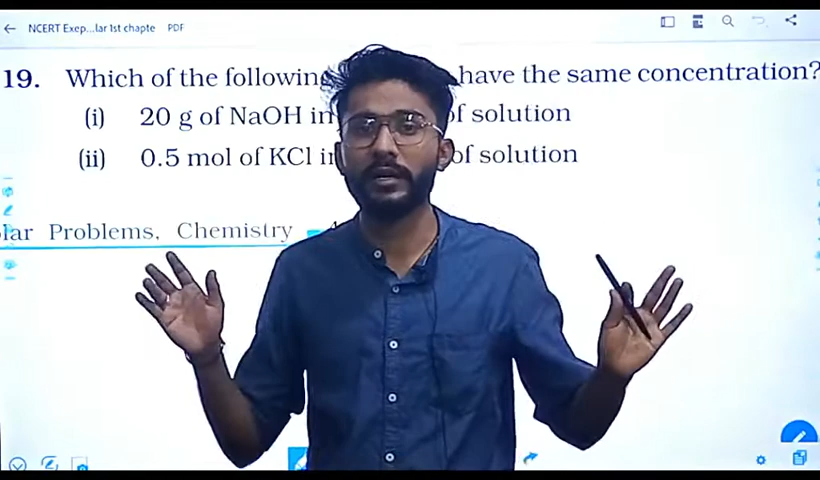 NCERT Exep...lar 1st chapte PDF
19. Which of the following have the same concentration?
(i) 20 g of NaOH in of solution
(ii) 0.5 mol of KCl in of solution
lar Problems, Chemistry